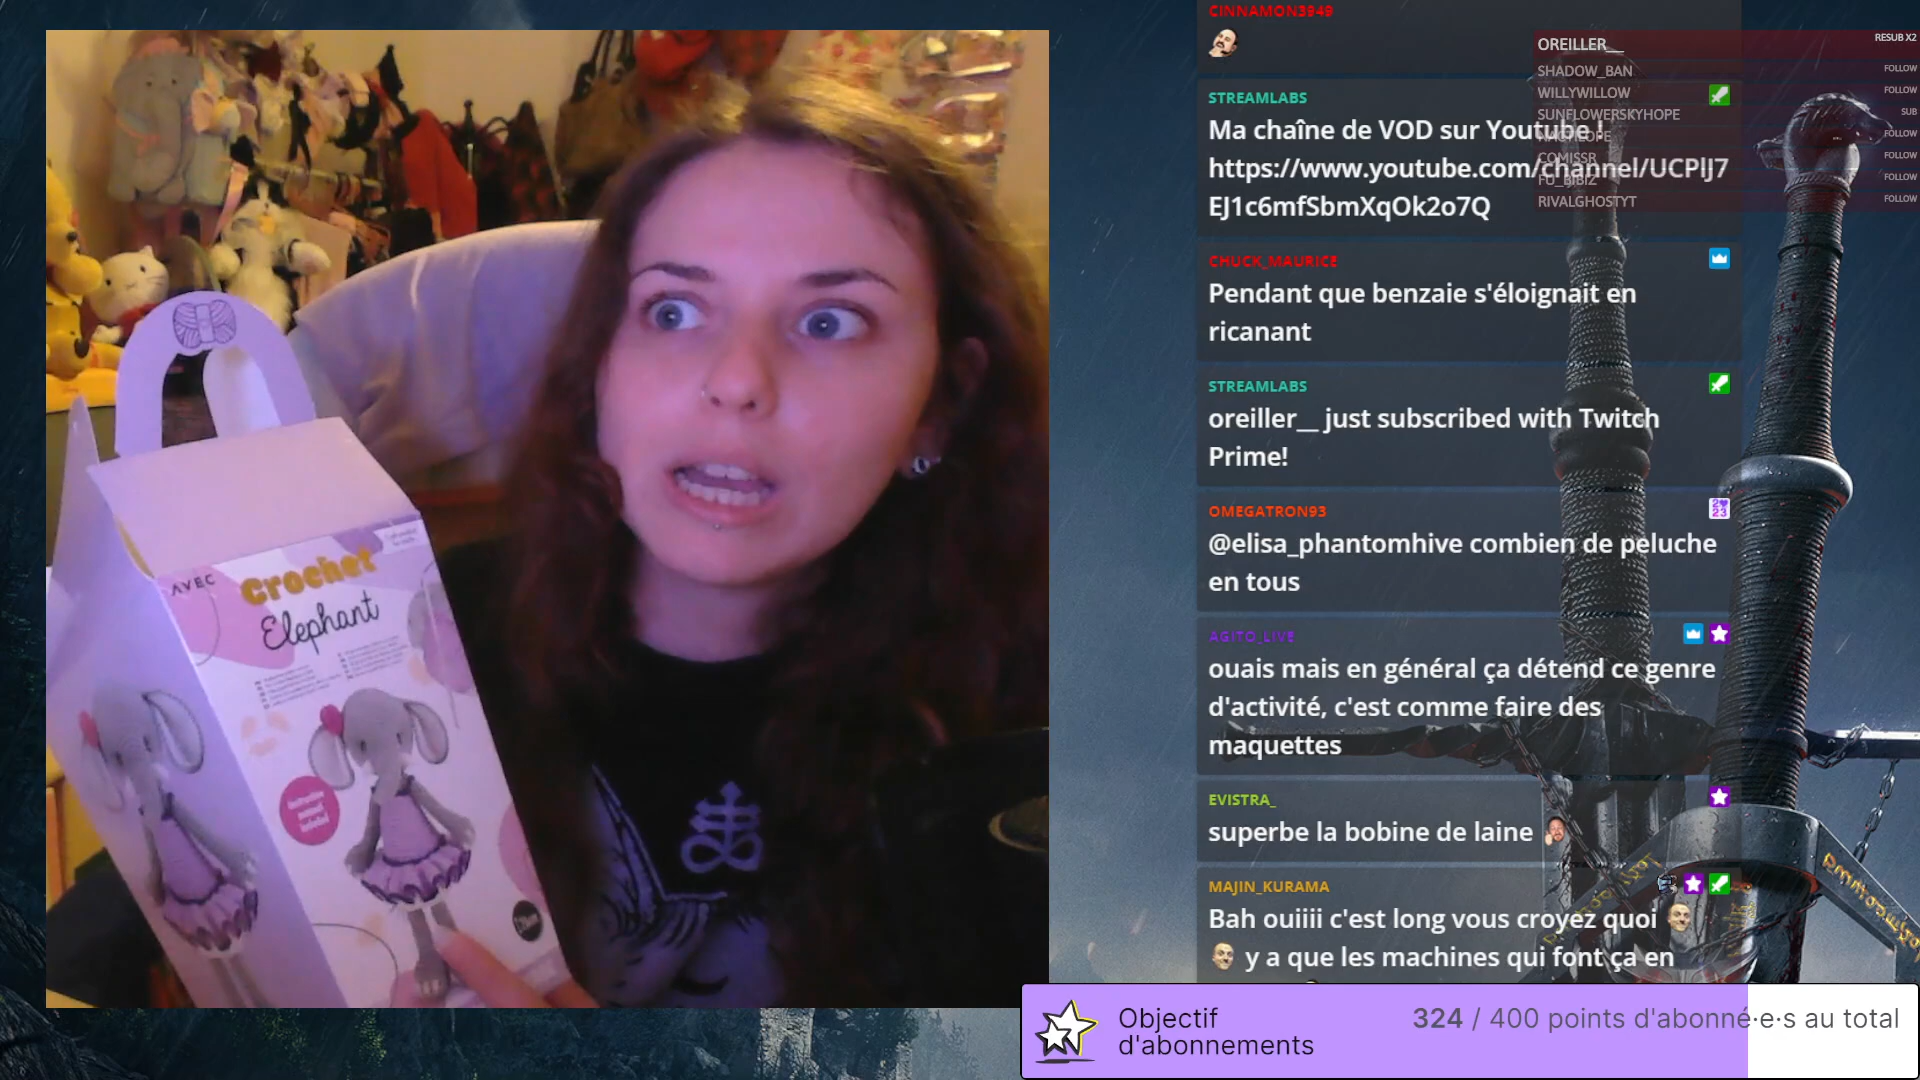 CINNAMON3949
STREAMLABS
Ma chaîne de VOD sur Youtube !
https://www.youtube.com/channel/UCPlJ7
EJ1c6mfSbmXqOk2o7Q
CHUCK_MAURICE
Pendant que benzaie s'éloignait en
ricanant
STREAMLABS
oreiller__ just subscribed with Twitch
Prime!
OMEGATRON93
@elisa_phantomhive combien de peluche
en tous
AGITO_LIVE
ouais mais en général ça détend ce genre
d'activité, c'est comme faire des
maquettes
EVISTRA_
superbe la bobine de laine
MAJIN_KURAMA
Bah ouiiii c'est long vous croyez quoi
y a que les machines qui font ça en
OREILLER__ RESUB X2
SHADOW_BAN FOLLOW
WILLYWILLOW FOLLOW
SUNFLOWERSKYHOPE SUB
FOLLOW
COMISSR FOLLOW
FU_BIBIZ FOLLOW
RIVALGHOSTYT FOLLOW
AVEC
Crochet
Elephant
Objectif
d'abonnements
324 / 400 points d'abonné·e·s au total